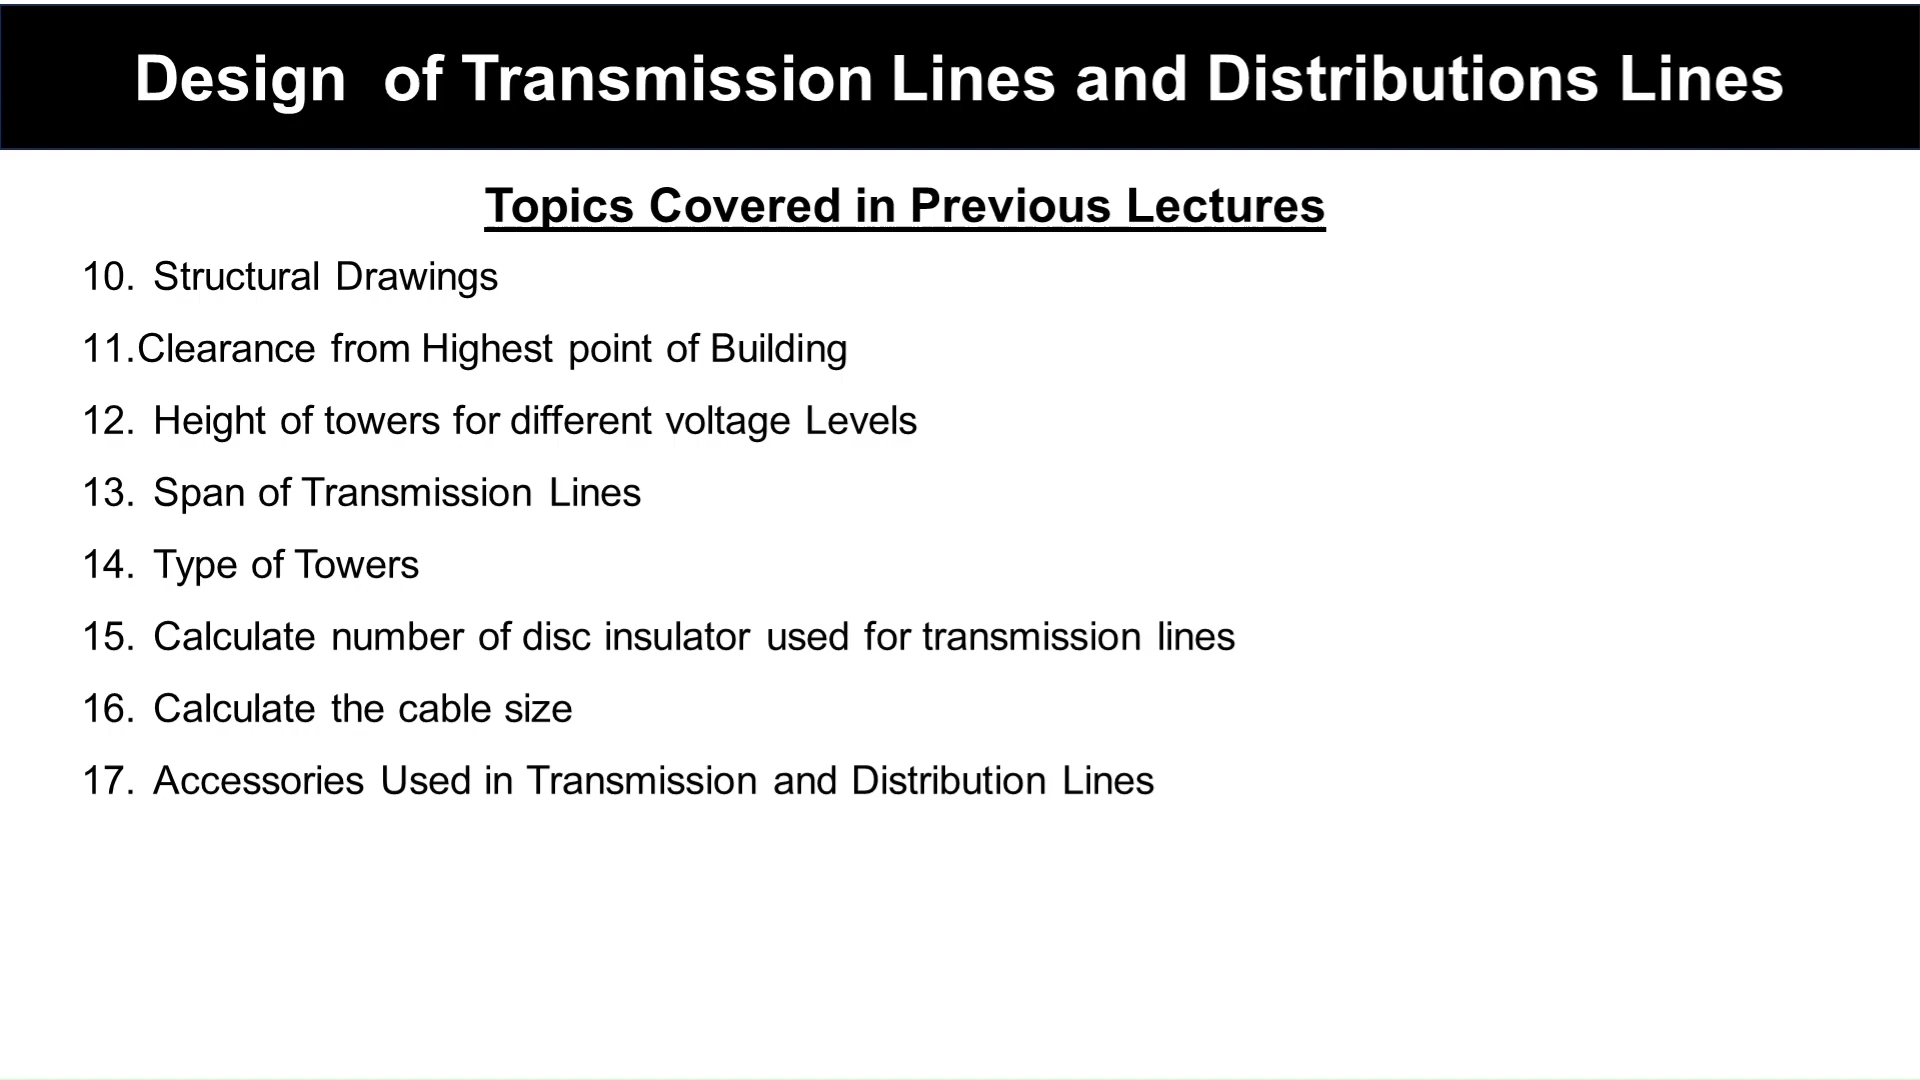 Design of Transmission Lines and Distributions Lines
Topics Covered in Previous Lectures
10. Structural Drawings
11.Clearance from Highest point of Building
12. Height of towers for different voltage Levels
13. Span of Transmission Lines
14. Type of Towers
15. Calculate number of disc insulator used for transmission lines
16. Calculate the cable size
17. Accessories Used in Transmission and Distribution Lines